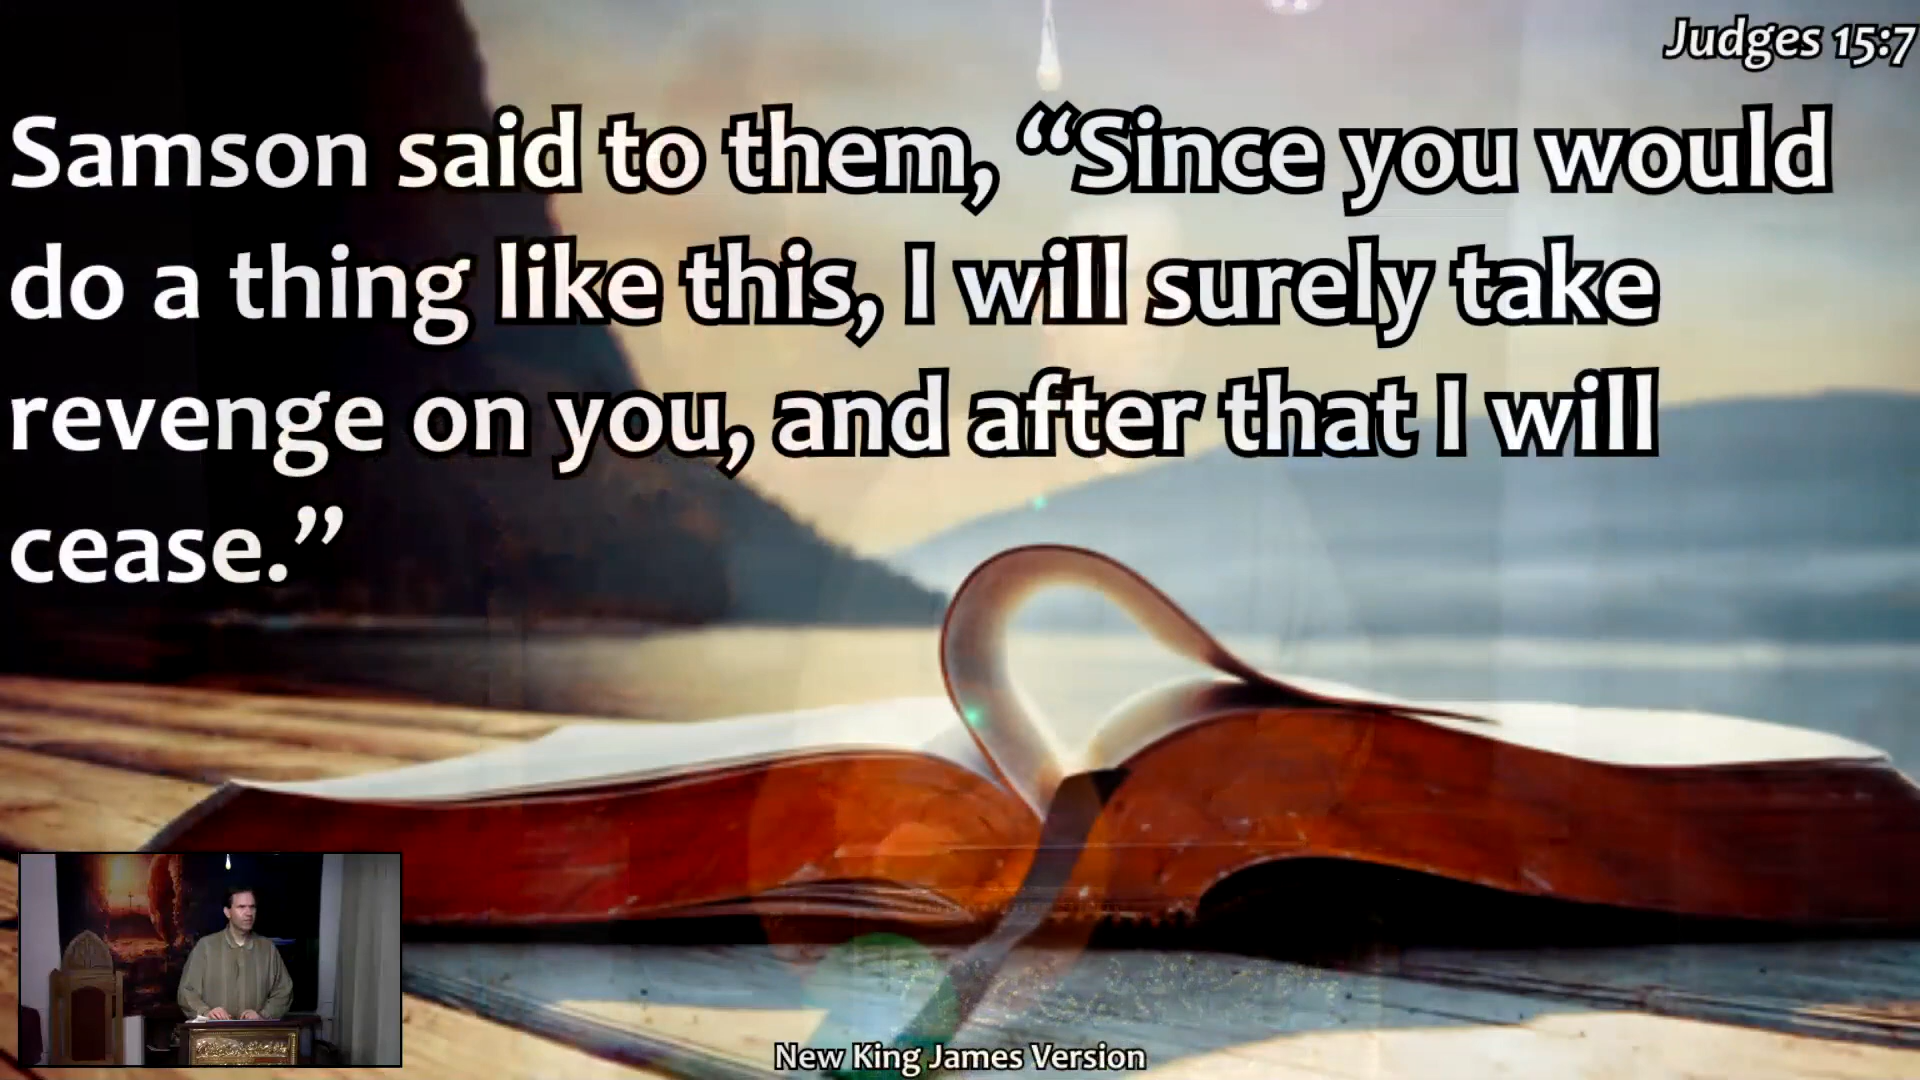 Judges 15:7
Samson said to them, “Since you would
do a thing like this, I will surely take
revenge on you, and after that I will
cease.”
New King James Version